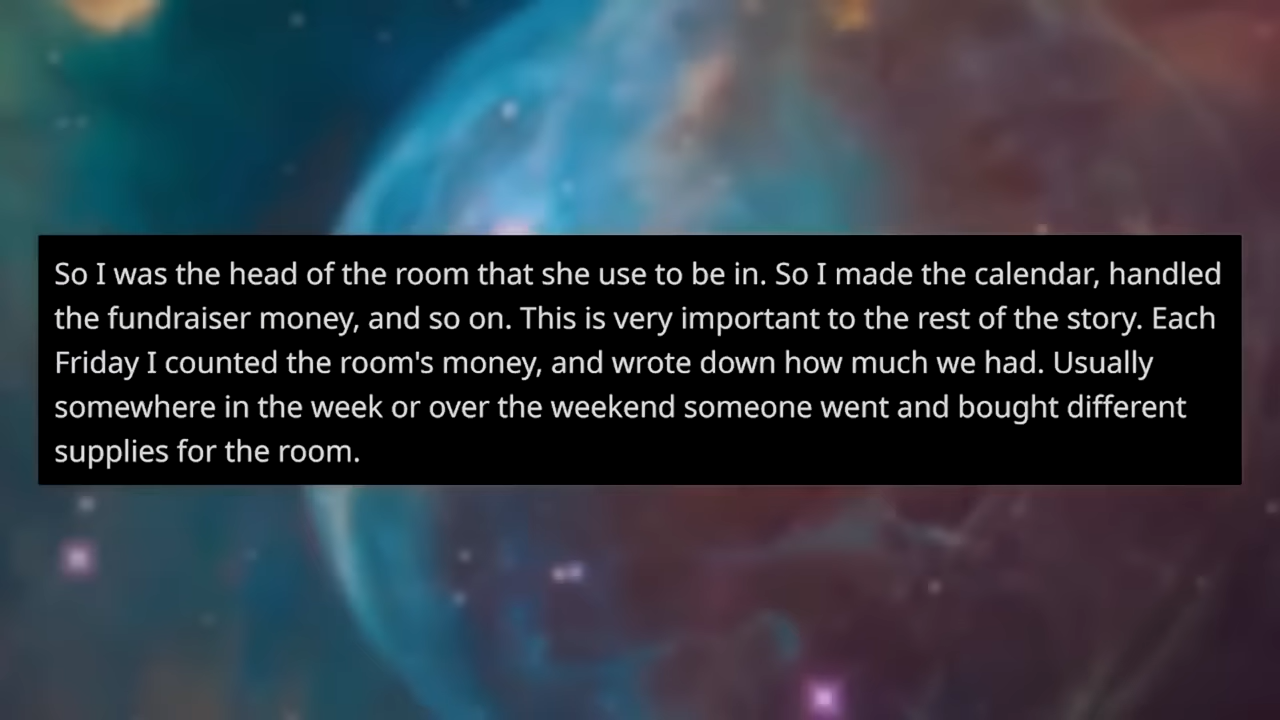 So I was the head of the room that she use to be in. So I made the calendar, handled
the fundraiser money, and so on. This is very important to the rest of the story. Each
Friday I counted the room's money, and wrote down how much we had. Usually
somewhere in the week or over the weekend someone went and bought different
supplies for the room.